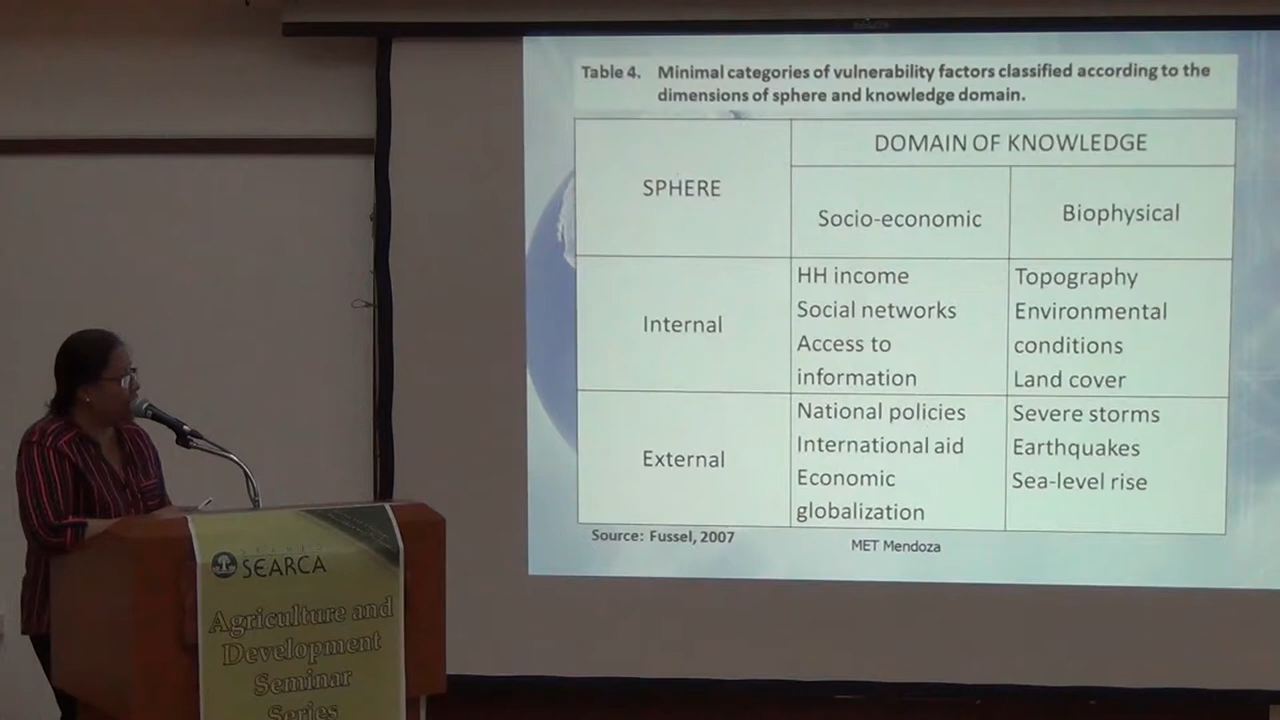 Table 4. Minimal categories of vulnerability factors classified according to the
dimensions of sphere and knowledge domain.
SPHERE
DOMAIN OF KNOWLEDGE
Socio-economic
Biophysical
Internal
HH income
Social networks
Access to
information
Topography
Environmental
conditions
Land cover
External
National policies
International aid
Economic
globalization
Severe storms
Earthquakes
Sea-level rise
Source: Fussel, 2007
MET Mendoza
SEARCA
Agriculture and
Development
Seminar
Series